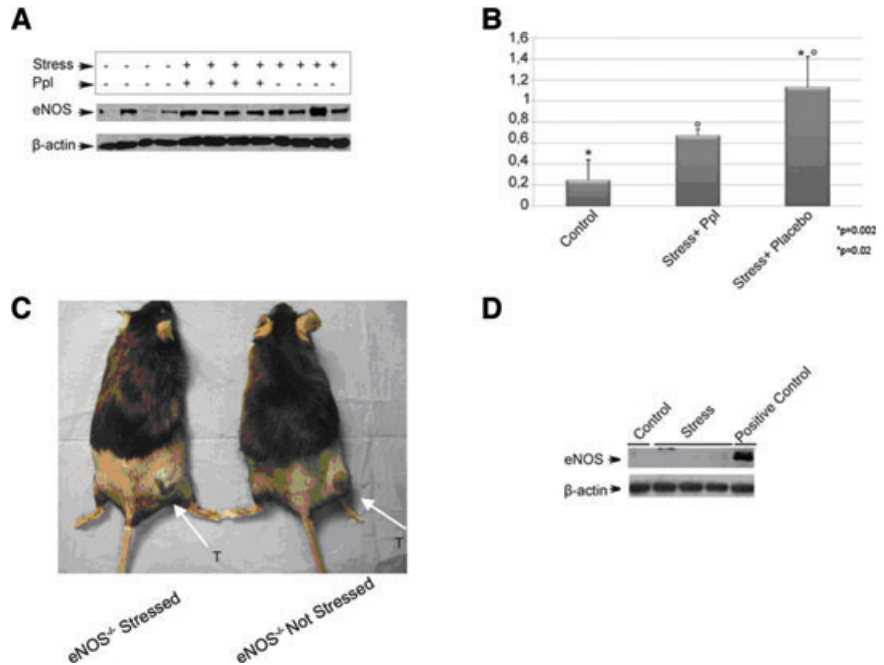 A
Stress - - - - + + + + + + + +
Ppl - - - - + + + + - - - -
eNOS
β-actin
B
1,6
1,4
1,2
1
0,8
0,6
0,4
0,2
0
* ° *,°
Control
Stress+ Ppl
Stress+ Placebo
*p=0.002
*p=0.02
C
T
T
eNOS-/- Stressed
eNOS-/- Not Stressed
D
Control Stress Positive Control
eNOS
β-actin